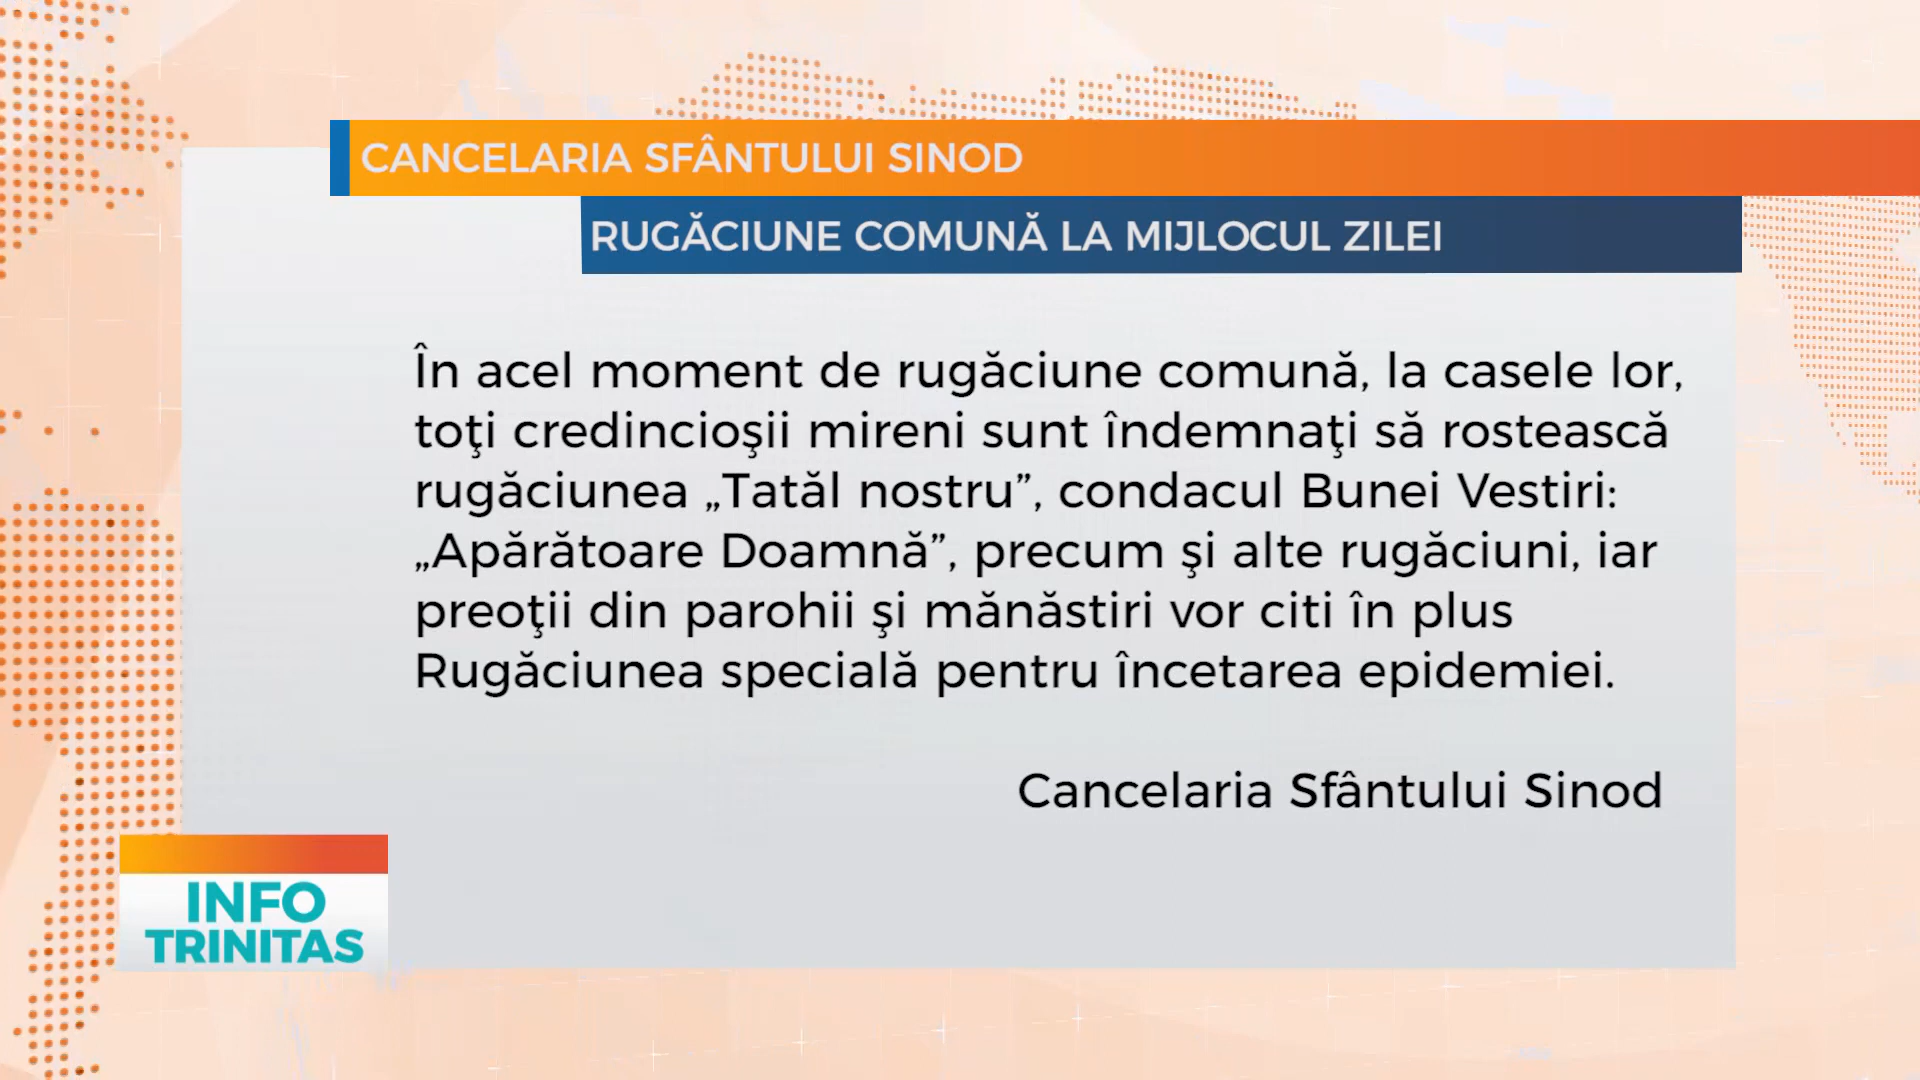 CANCELARIA SFÂNTULUI SINOD
RUGĂCIUNE COMUNĂ LA MIJLOCUL ZILEI
În acel moment de rugăciune comună, la casele lor,
toţi credincioşii mireni sunt îndemnaţi să rostească
rugăciunea „Tatăl nostru”, condacul Bunei Vestiri:
„Apărătoare Doamnă”, precum şi alte rugăciuni, iar
preoţii din parohii şi mănăstiri vor citi în plus
Rugăciunea specială pentru încetarea epidemiei.
Cancelaria Sfântului Sinod
INFO
TRINITAS